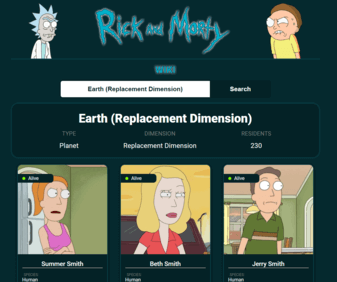 Rick and Morty
WIKI
Earth (Replacement Dimension) Search
Earth (Replacement Dimension)
TYPE DIMENSION RESIDENTS
Planet Replacement Dimension 230
Alive Alive Alive
Summer Smith Beth Smith Jerry Smith
SPECIES SPECIES SPECIES
Human Human Human